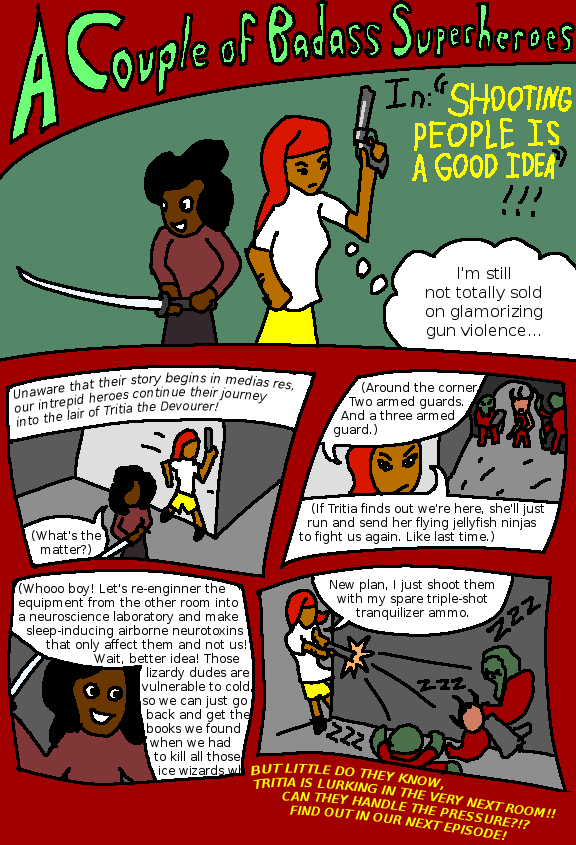 A Couple of Badass Superheroes
In: "SHOOTING
PEOPLE IS
A GOOD IDEA"
!!!
I'm still
not totally sold
on glamorizing
gun violence...
Unaware that their story begins in medias res,
our intrepid heroes continue their journey
into the lair of Tritia the Devourer!
(What's the
matter?)
(Around the corner.
Two armed guards.
And a three armed
guard.)
(If Tritia finds out we're here, she'll just
run and send her flying jellyfish ninjas
to fight us again. Like last time.)
(Whooo boy! Let's re-enginner the
equipment from the other room into
a neuroscience laboratory and make
sleep-inducing airborne neurotoxins
that only affect them and not us!
Wait, better idea! Those
lizardy dudes are
vulnerable to cold,
so we can just go
back and get the
books we found
when we had
to kill all those
ice wizards wh
New plan, I just shoot them
with my spare triple-shot
tranquilizer ammo.
ZZZ
z-z-z
ZZZ
BUT LITTLE DO THEY KNOW,
TRITIA IS LURKING IN THE VERY NEXT ROOM!!
CAN THEY HANDLE THE PRESSURE?!?
FIND OUT IN OUR NEXT EPISODE!